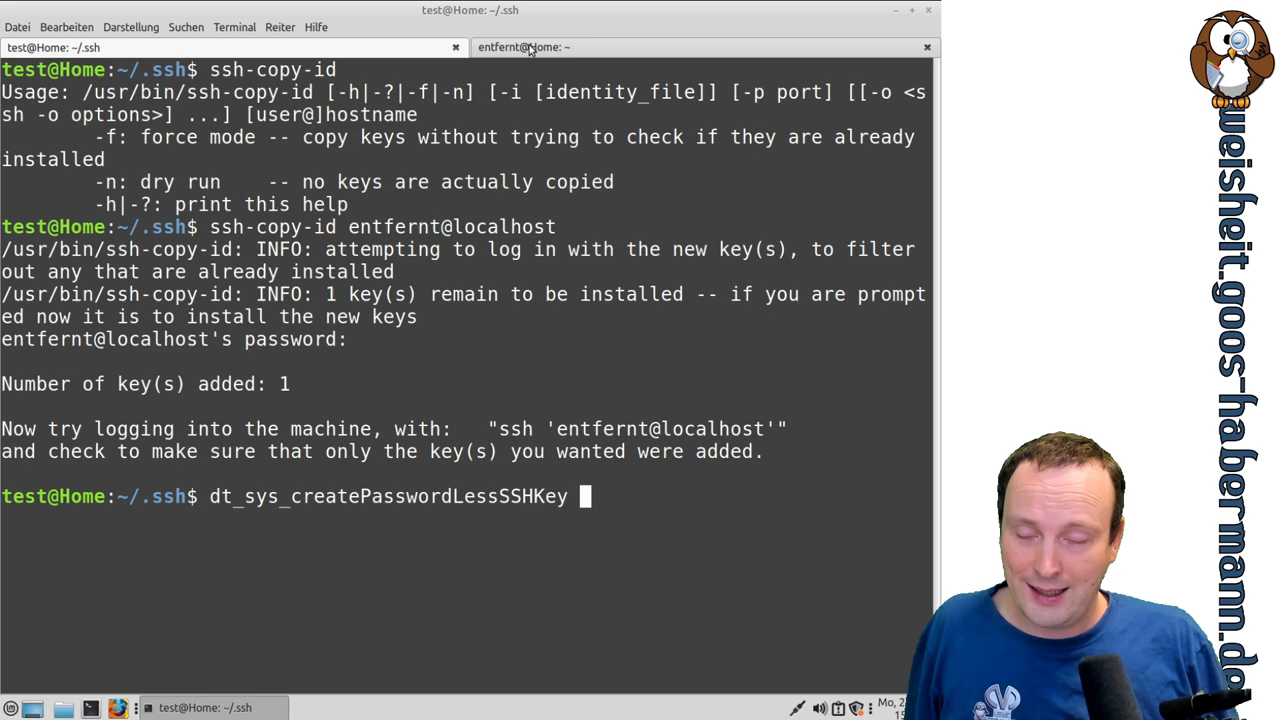 test@Home: ~/.ssh
Datei Bearbeiten Darstellung Suchen Terminal Reiter Hilfe
test@Home: ~/.ssh
entfernt@Home: ~
test@Home:~/.ssh$ ssh-copy-id
Usage: /usr/bin/ssh-copy-id [-h|-?|-f|-n] [-i [identity_file]] [-p port] [[-o <s
sh -o options>] ...] [user@]hostname
-f: force mode -- copy keys without trying to check if they are already
installed
-n: dry run    -- no keys are actually copied
-h|-?: print this help
test@Home:~/.ssh$ ssh-copy-id entfernt@localhost
/usr/bin/ssh-copy-id: INFO: attempting to log in with the new key(s), to filter
out any that are already installed
/usr/bin/ssh-copy-id: INFO: 1 key(s) remain to be installed -- if you are prompt
ed now it is to install the new keys
entfernt@localhost's password:
Number of key(s) added: 1
Now try logging into the machine, with:   "ssh 'entfernt@localhost'"
and check to make sure that only the key(s) you wanted were added.
test@Home:~/.ssh$ dt_sys_createPasswordLessSSHKey
test@Home: ~/.ssh
Mo, 2
weisheit.goos-habermann.de